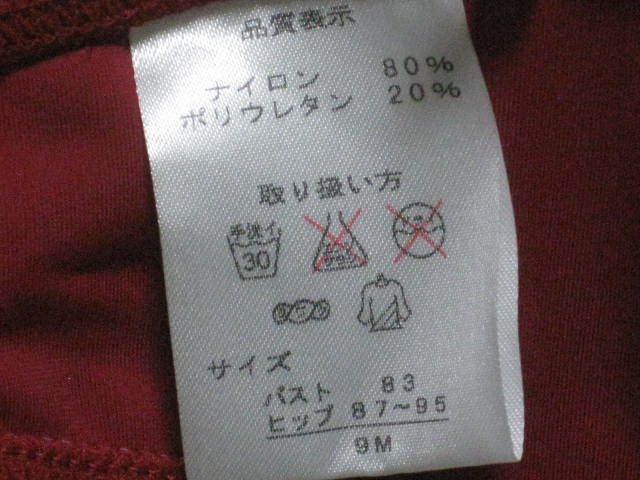 品質表示
ナイロン 80%
ポリウレタン 20%
取り扱い方
手洗イ
30
サイズ
バスト 83
ヒップ 87～95
9M